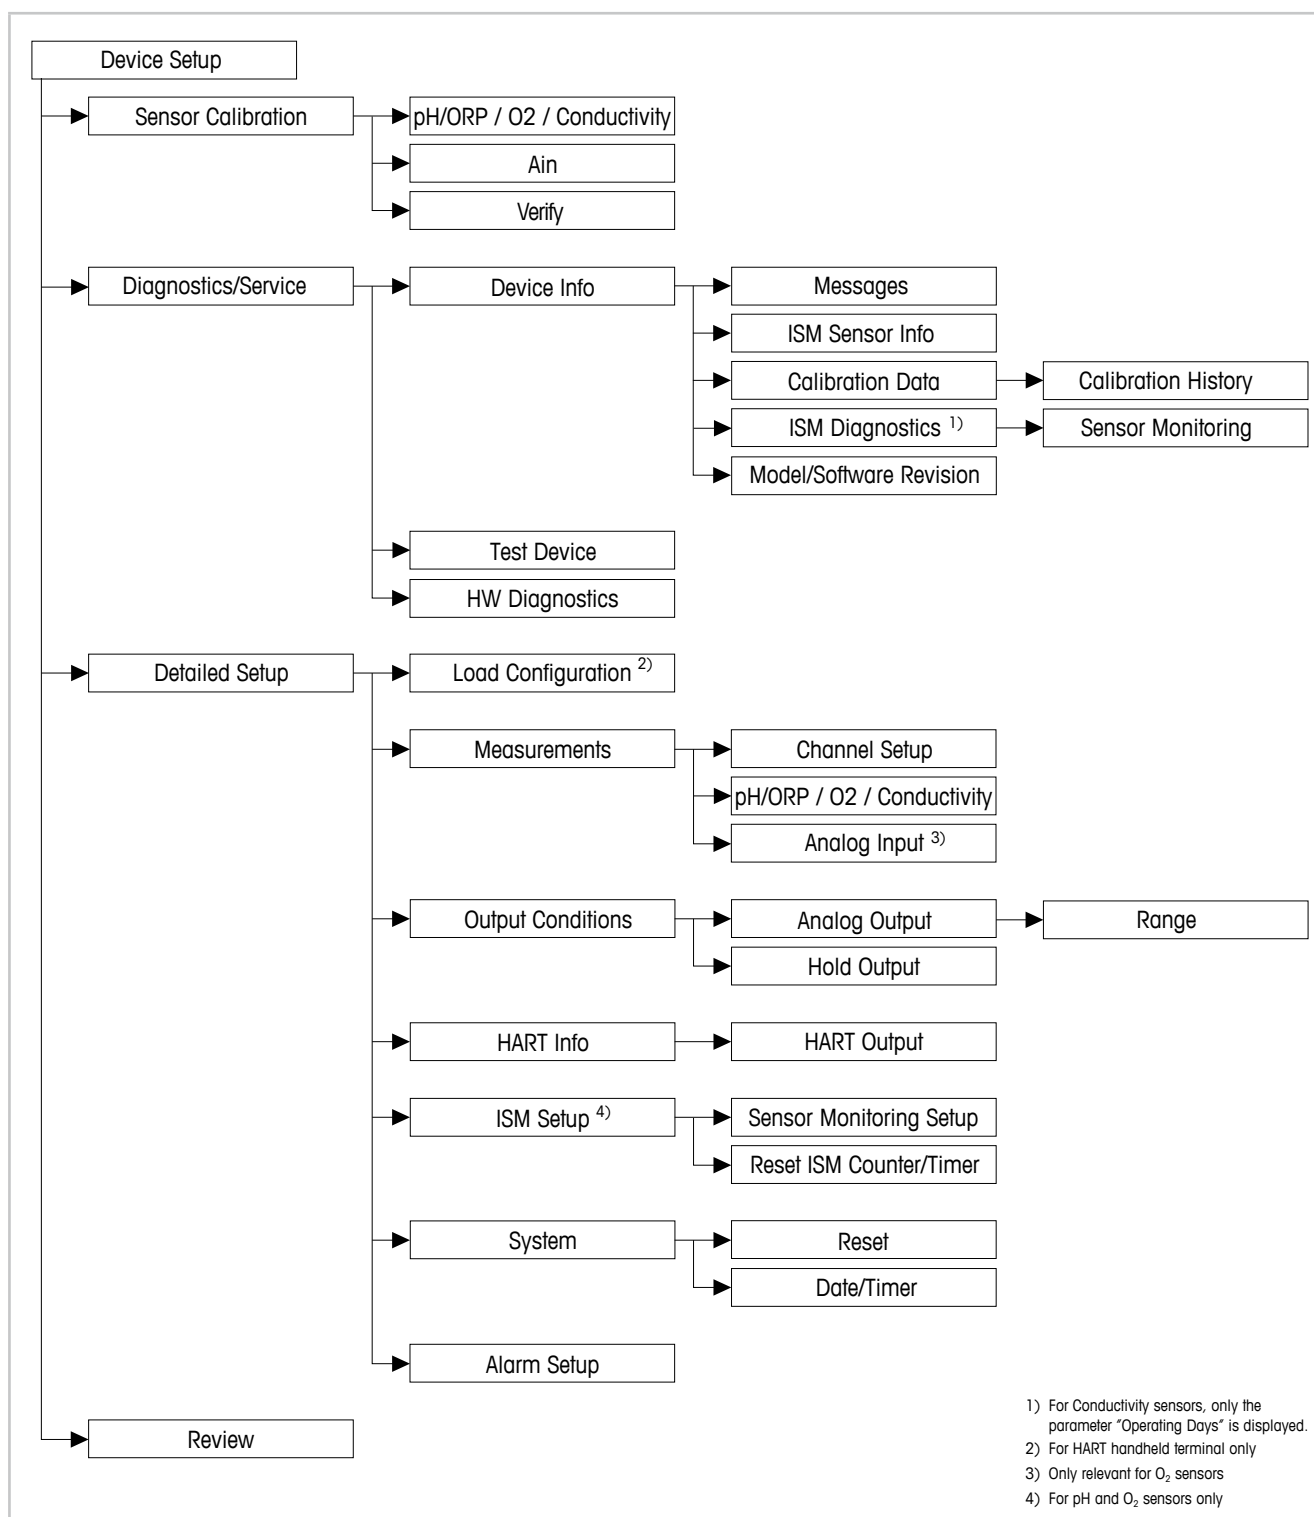 Device Setup
Sensor Calibration
pH/ORP / O2 / Conductivity
Ain
Verify
Diagnostics/Service
Device Info
Messages
ISM Sensor Info
Calibration Data
Calibration History
ISM Diagnostics 1)
Sensor Monitoring
Model/Software Revision
Test Device
HW Diagnostics
Detailed Setup
Load Configuration 2)
Measurements
Channel Setup
pH/ORP / O2 / Conductivity
Analog Input 3)
Output Conditions
Analog Output
Range
Hold Output
HART Info
HART Output
ISM Setup 4)
Sensor Monitoring Setup
Reset ISM Counter/Timer
System
Reset
Date/Timer
Alarm Setup
Review
1) For Conductivity sensors, only the
parameter "Operating Days" is displayed.
2) For HART handheld terminal only
3) Only relevant for O₂ sensors
4) For pH and O₂ sensors only